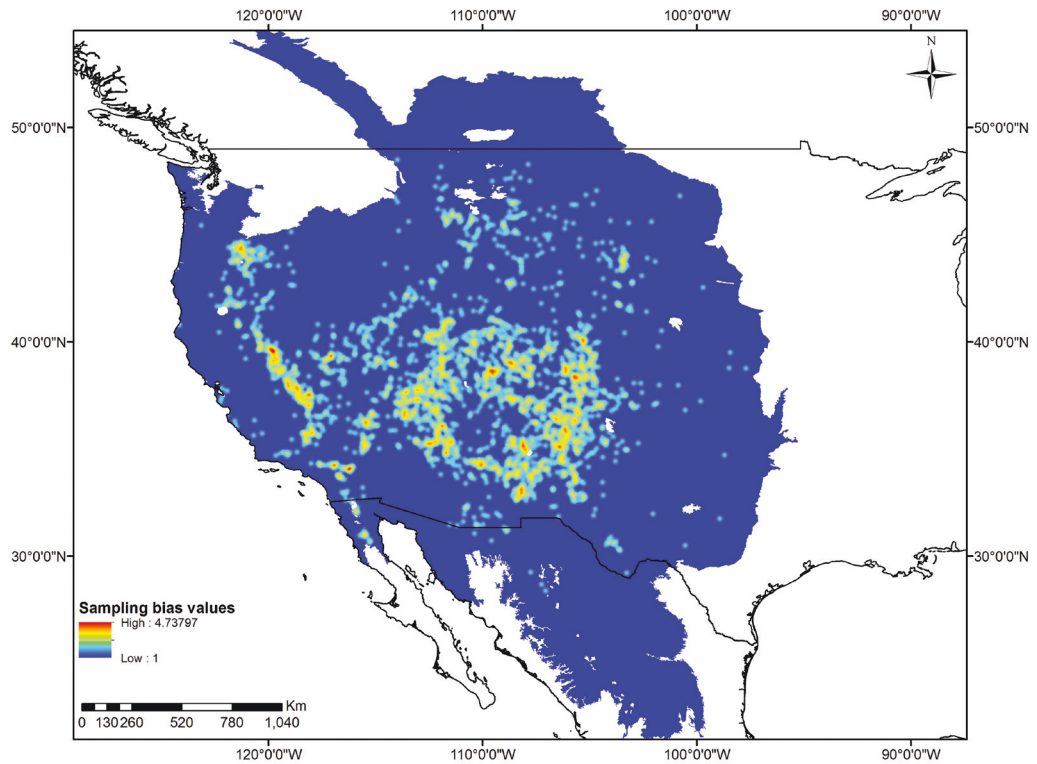 120°0'0"W 110°0'0"W 100°0'0"W 90°0'0"W
N
50°0'0"N 50°0'0"N
40°0'0"N 40°0'0"N
30°0'0"N 30°0'0"N
Sampling bias values
High : 4.73797
Low : 1
Km
0 130 260 520 780 1,040
120°0'0"W 110°0'0"W 100°0'0"W 90°0'0"W